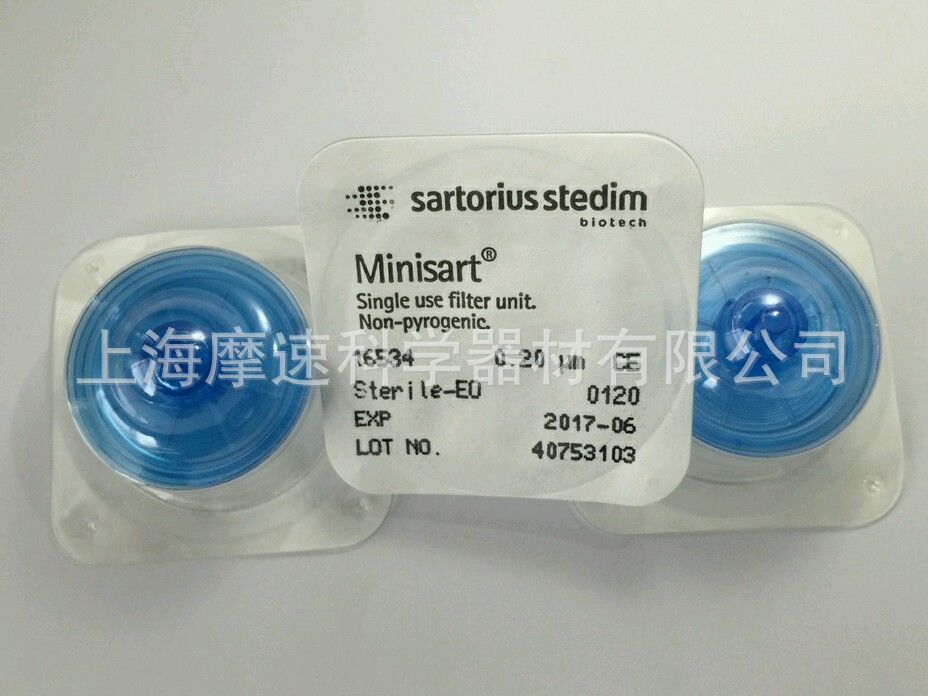 sartorius stedim
biotech
Minisart®
Single use filter unit.
Non-pyrogenic.
上海摩速科学器材有限公司
16534 0.20 µm CE
Sterile-EO 0120
EXP 2017-06
LOT NO. 40753103